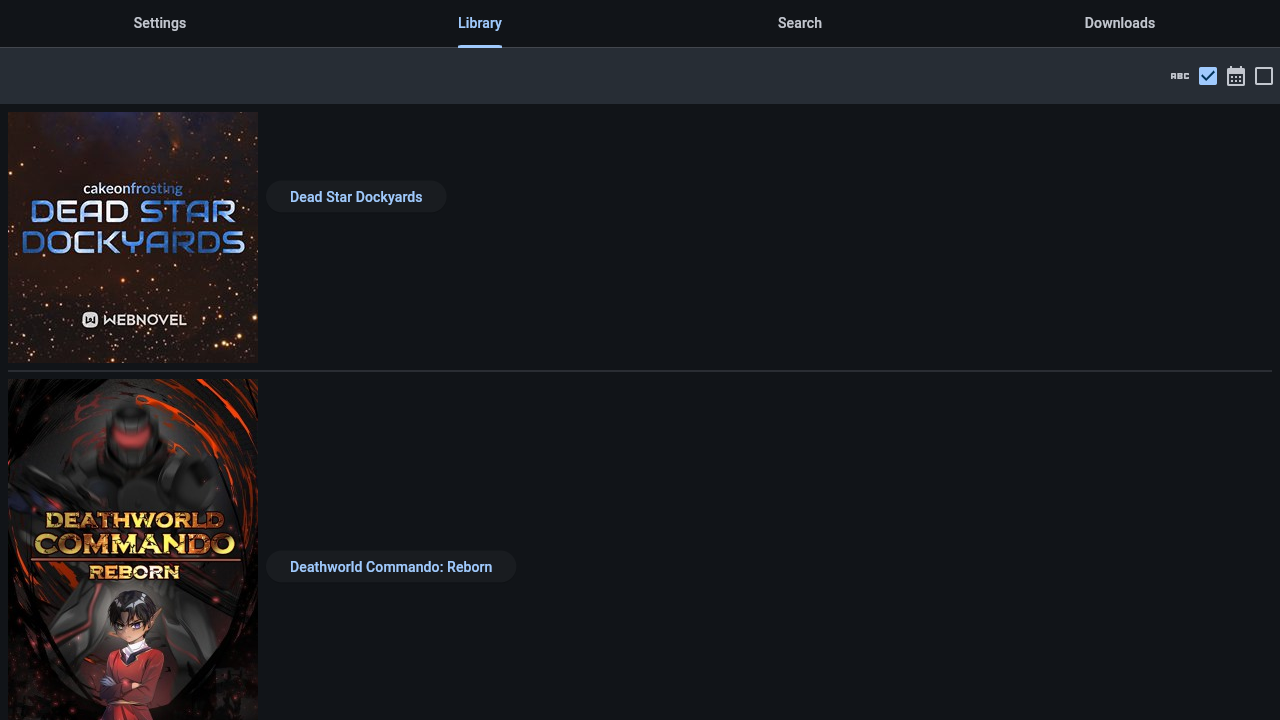 Settings
Library
Search
Downloads
ABC
cakeonfrosting
DEAD STAR
DOCKYARDS
WEBNOVEL
Dead Star Dockyards
DEATHWORLD
COMMANDO
REBORN
Deathworld Commando: Reborn